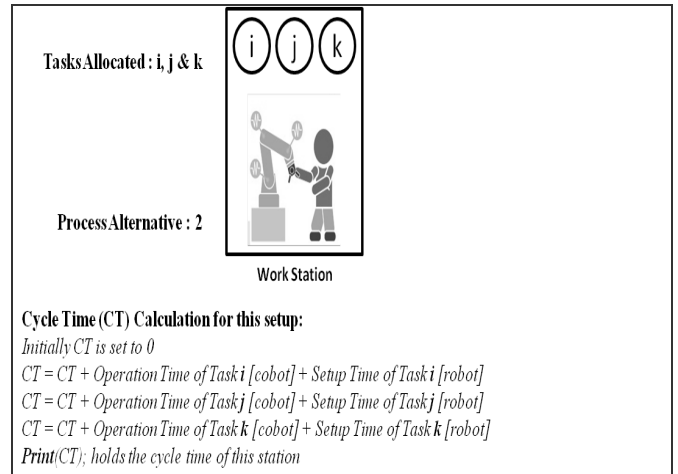 Tasks Allocated : i, j & k
i j k
Process Alternative : 2
Work Station
Cycle Time (CT) Calculation for this setup:
Initially CT is set to 0
CT = CT + Operation Time of Task i [cobot] + Setup Time of Task i [robot]
CT = CT + Operation Time of Task j [cobot] + Setup Time of Task j [robot]
CT = CT + Operation Time of Task k [cobot] + Setup Time of Task k [robot]
Print(CT); holds the cycle time of this station